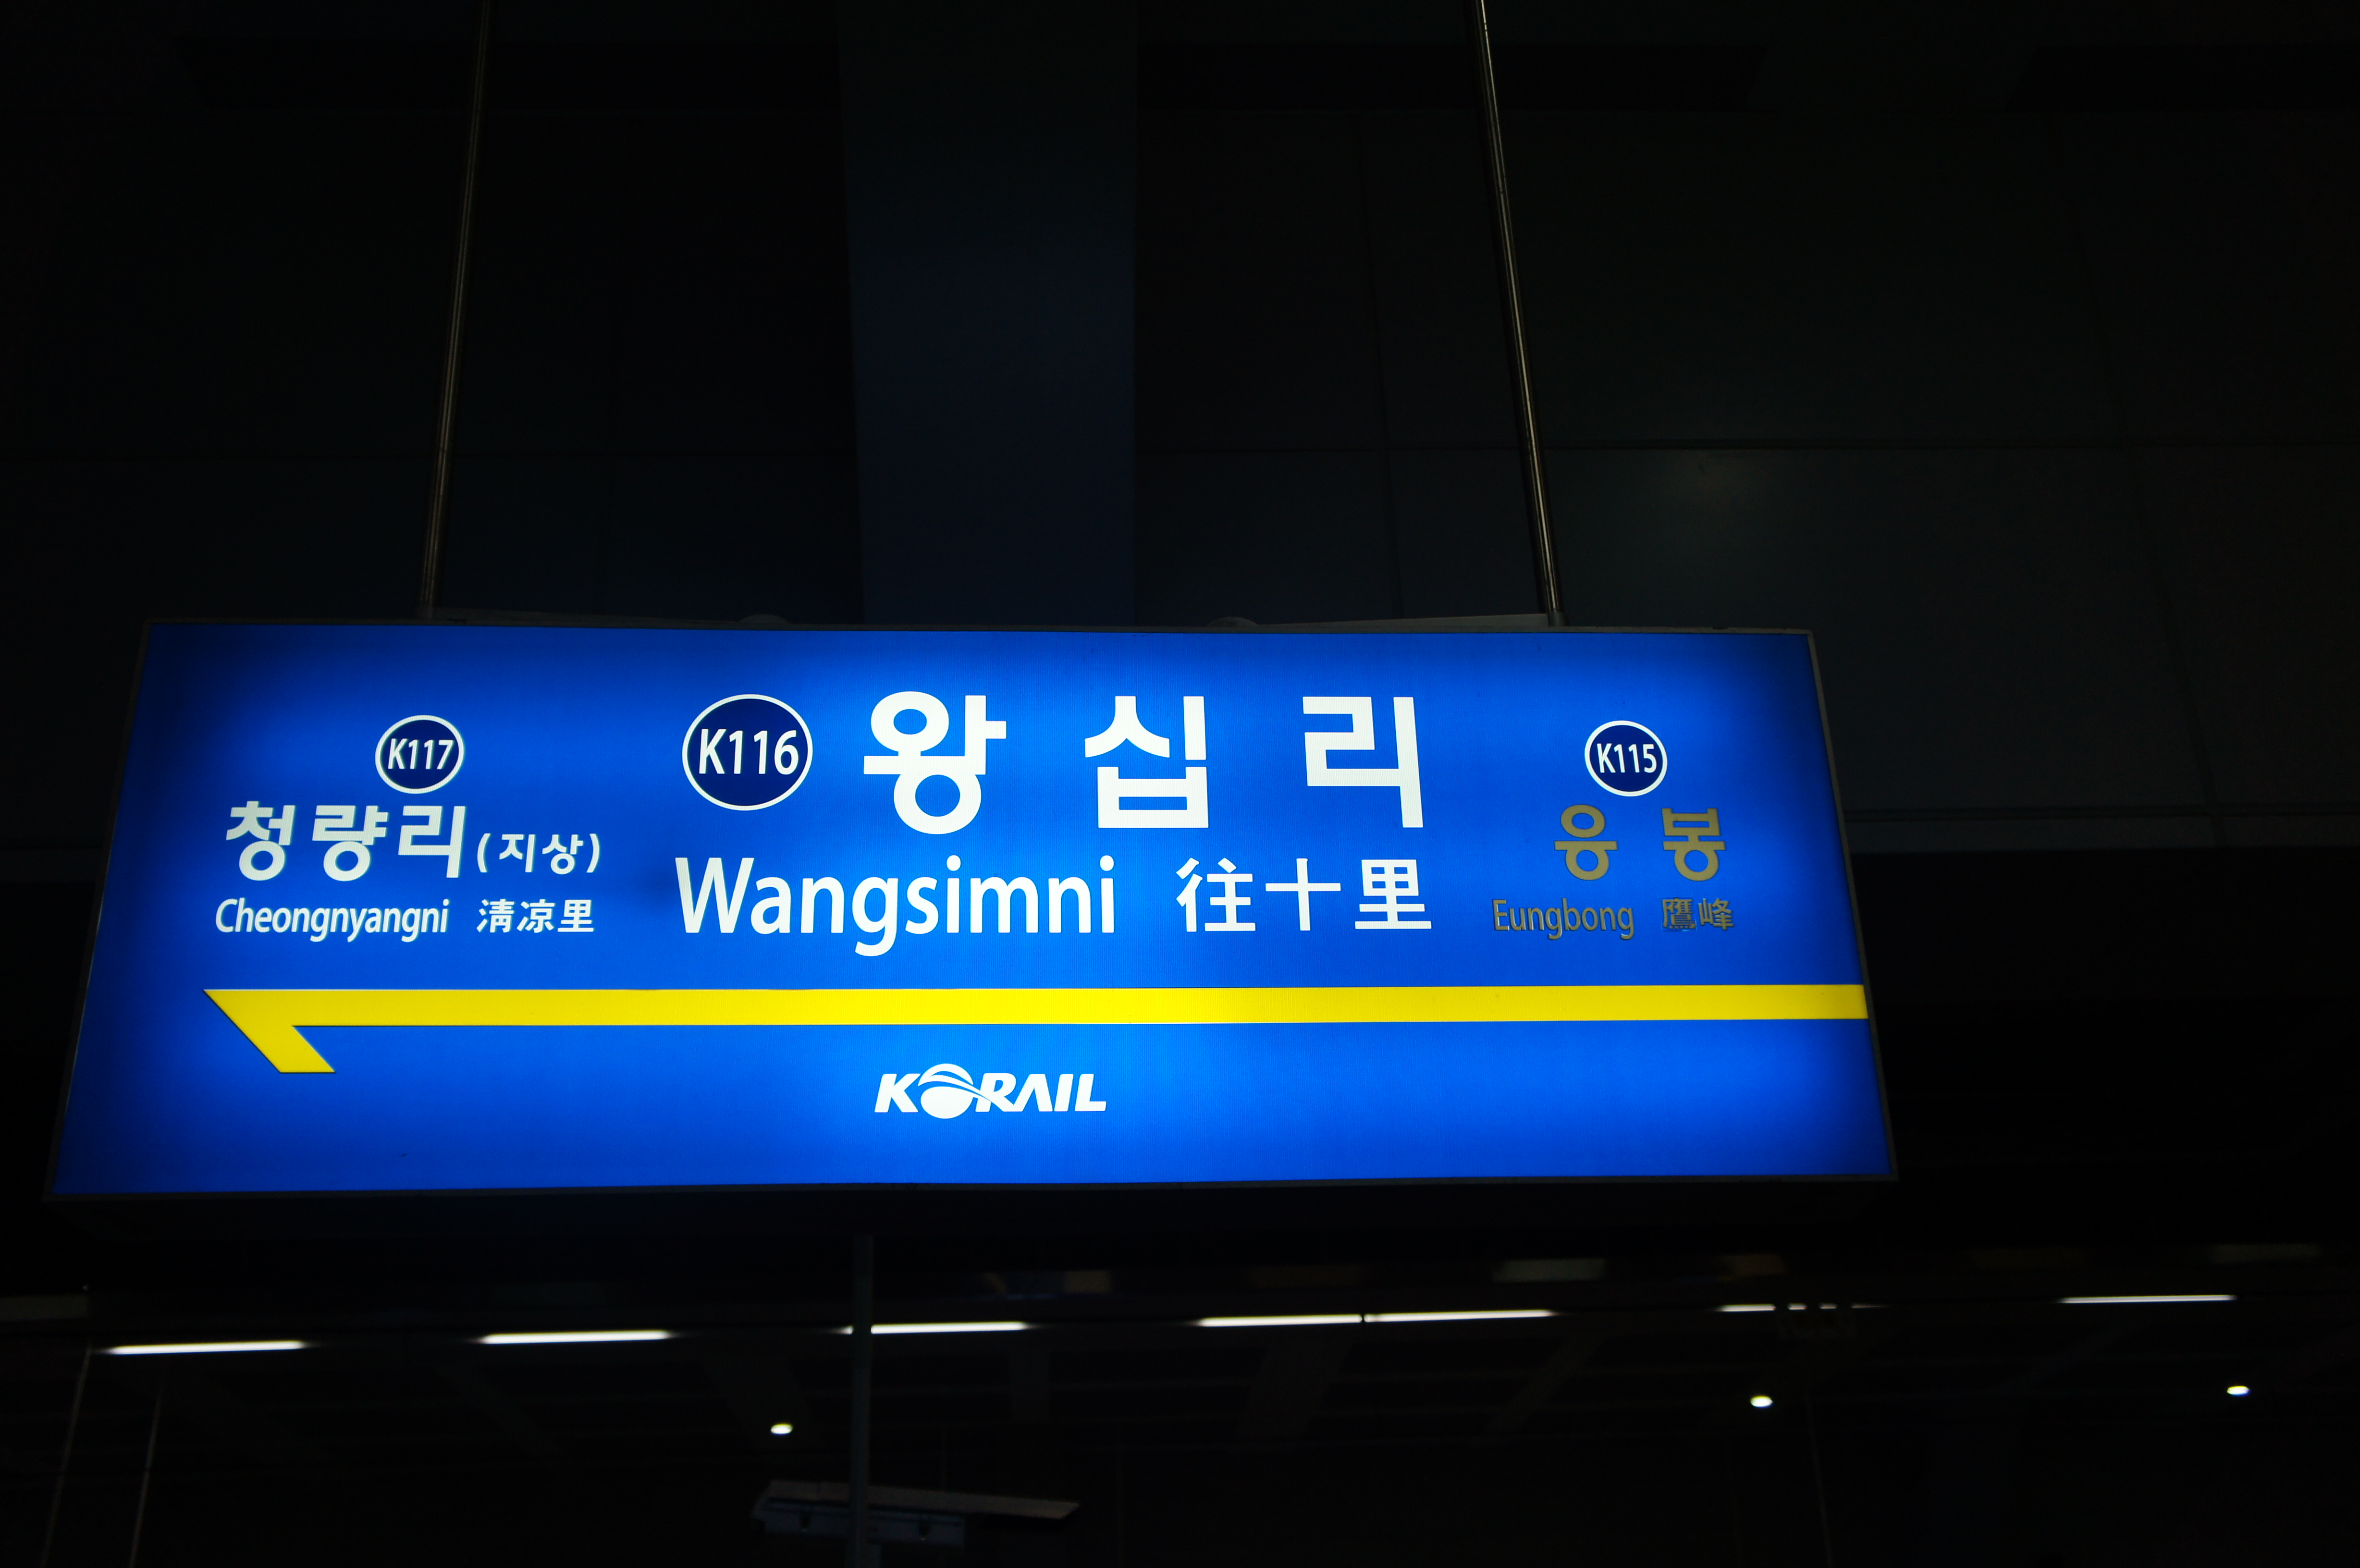 K117
청량리(지상)
Cheongnyangni 淸凉里
K116 왕십리
Wangsimni 往十里
K115
응봉
Eungbong 鷹峰
KORAIL